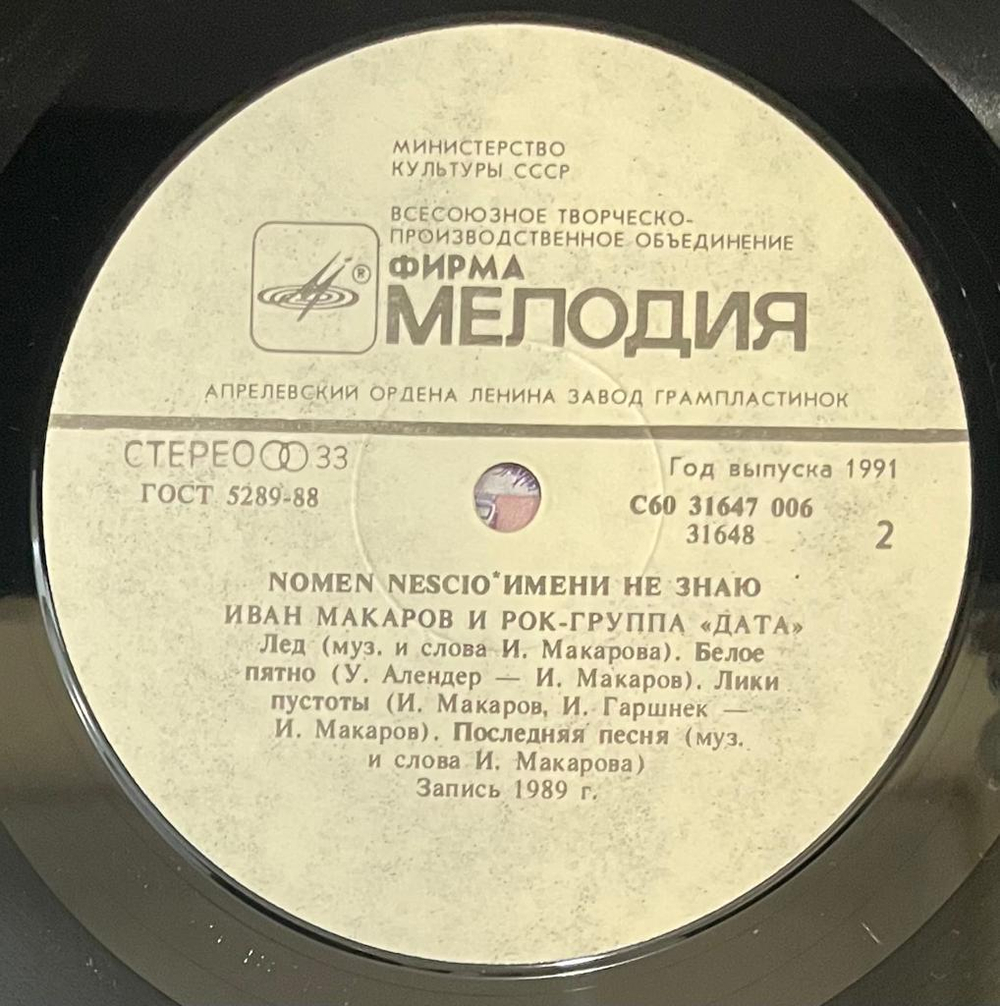 МИНИСТЕРСТВО
КУЛЬТУРЫ СССР
ВСЕСОЮЗНОЕ ТВОРЧЕСКО-
ПРОИЗВОДСТВЕННОЕ ОБЪЕДИНЕНИЕ
ФИРМА
®
МЕЛОДИЯ
АПРЕЛЕВСКИЙ ОРДЕНА ЛЕНИНА ЗАВОД ГРАМПЛАСТИНОК
СТЕРЕО 33
Год выпуска 1991
ГОСТ 5289-88
С60 31647 006
31648
2
NOMEN NESCIO*ИМЕНИ НЕ ЗНАЮ
ИВАН МАКАРОВ И РОК-ГРУППА «ДАТА»
Лед (муз. и слова И. Макарова). Белое
пятно (У. Алендер — И. Макаров). Лики
пустоты (И. Макаров, И. Гаршнек —
И. Макаров). Последняя песня (муз.
и слова И. Макарова)
Запись 1989 г.